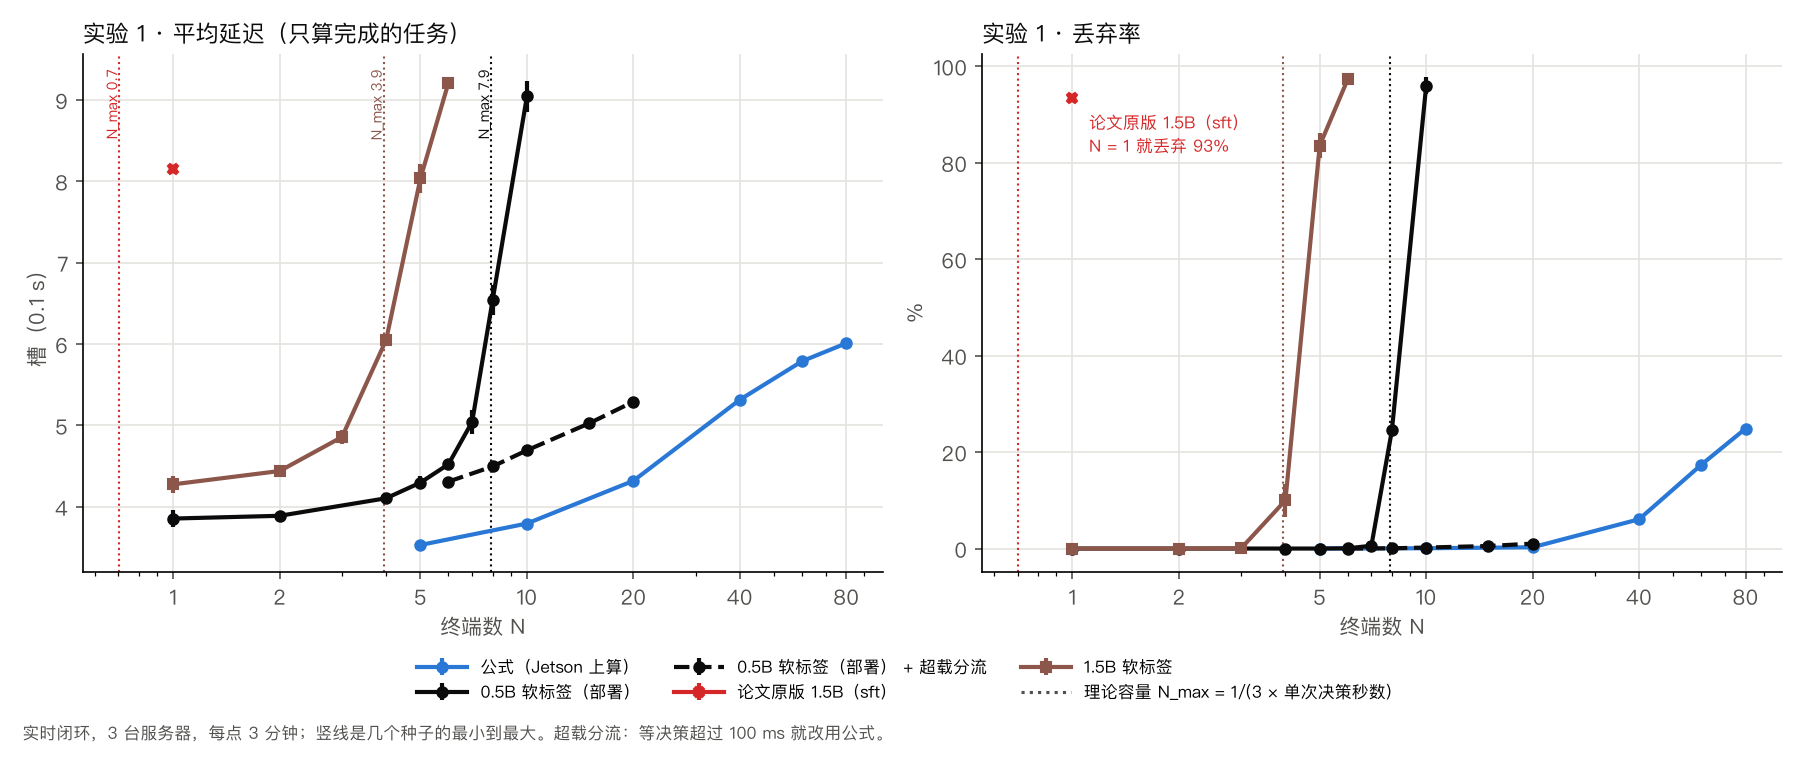 实验 1 · 平均延迟（只算完成的任务）
N_max 0.7
N_max 3.9
N_max 7.9
槽（0.1 s）
9
8
7
6
5
4
1
2
5
10
20
40
80
终端数 N
实验 1 · 丢弃率
论文原版 1.5B（sft）
N = 1 就丢弃 93%
%
100
80
60
40
20
0
1
2
5
10
20
40
80
终端数 N
公式（Jetson 上算）
0.5B 软标签（部署）
0.5B 软标签（部署） + 超载分流
论文原版 1.5B（sft）
1.5B 软标签
理论容量 N_max = 1/(3 × 单次决策秒数)
实时闭环，3 台服务器，每点 3 分钟；竖线是几个种子的最小到最大。超载分流：等决策超过 100 ms 就改用公式。